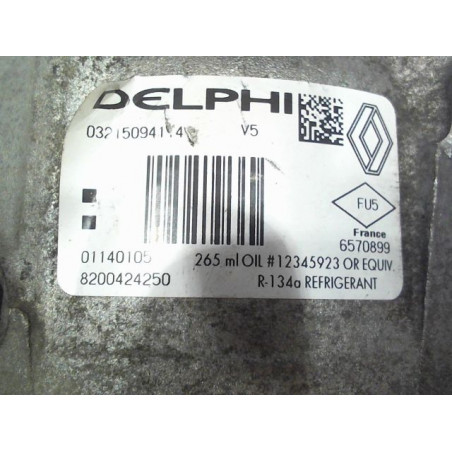 DELPHI
V5
FU5
France
6570899
01140105
265 ml OIL #12345923 OR EQUIV.
8200424250
R-134a REFRIGERANT